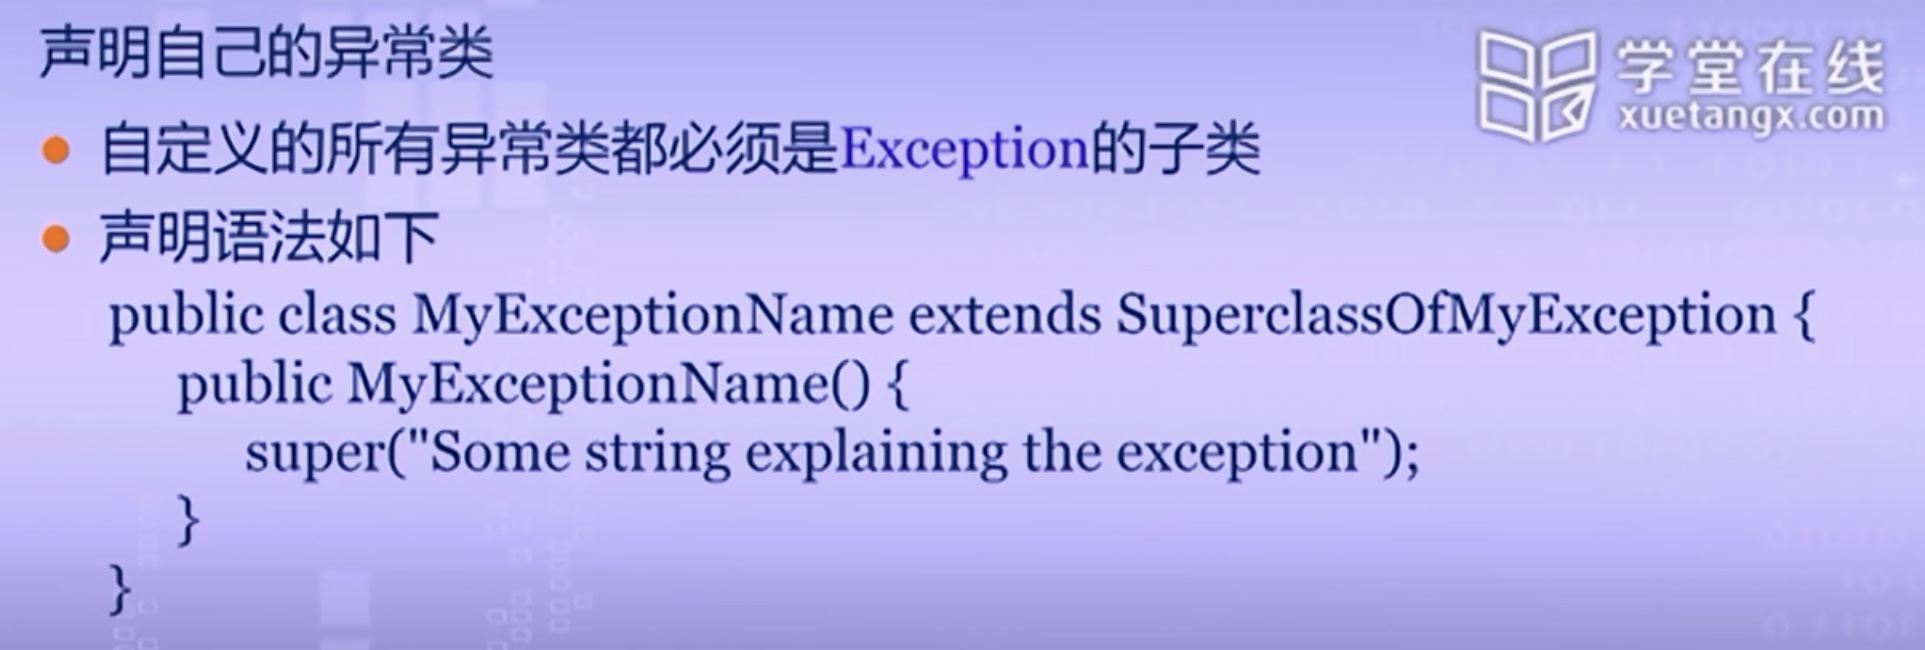 声明自己的异常类
学堂在线
xuetangx.com
自定义的所有异常类都必须是Exception的子类
声明语法如下
public class MyExceptionName extends SuperclassOfMyException {
public MyExceptionName() {
super("Some string explaining the exception");
}
}